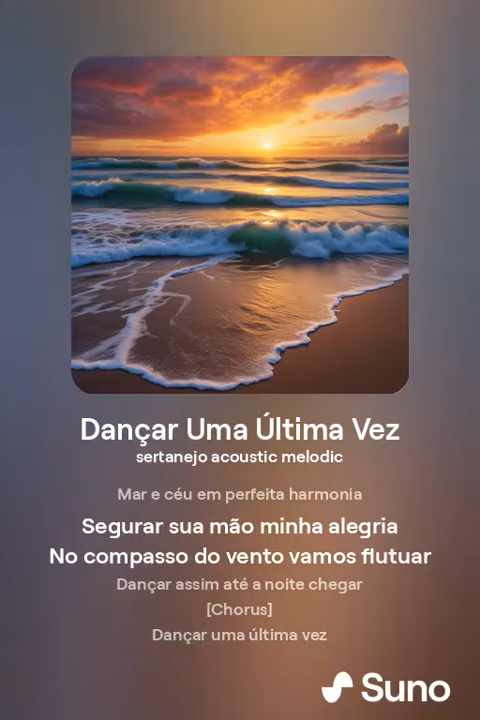 Dançar Uma Última Vez
sertanejo acoustic melodic
Mar e céu em perfeita harmonia
Segurar sua mão minha alegria
No compasso do vento vamos flutuar
Dançar assim até a noite chegar
[Chorus]
Dançar uma última vez
Suno